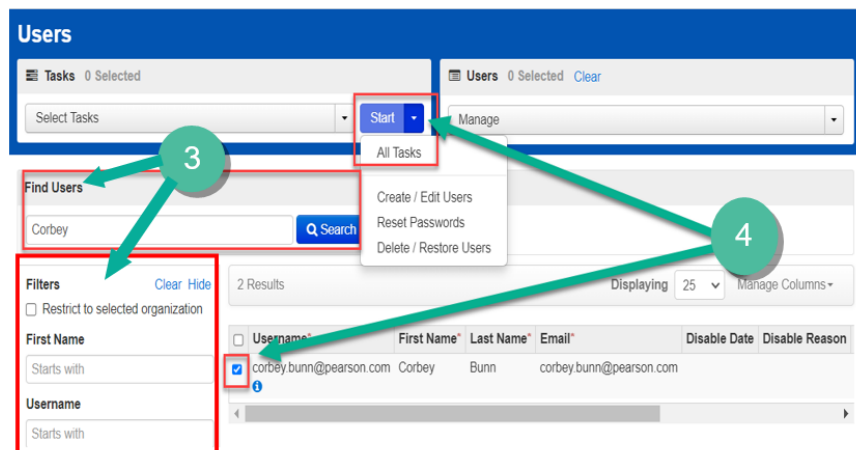 Users
Tasks 0 Selected
Users 0 Selected Clear
Select Tasks
Start
Manage
All Tasks
3
Find Users
Create / Edit Users
Corbey
Search
Reset Passwords
4
Delete / Restore Users
Filters Clear Hide
2 Results
Displaying 25 Manage Columns
Restrict to selected organization
First Name
Username* First Name* Last Name* Email* Disable Date Disable Reason
Starts with
corbey.bunn@pearson.com Corbey Bunn corbey.bunn@pearson.com
Username
Starts with